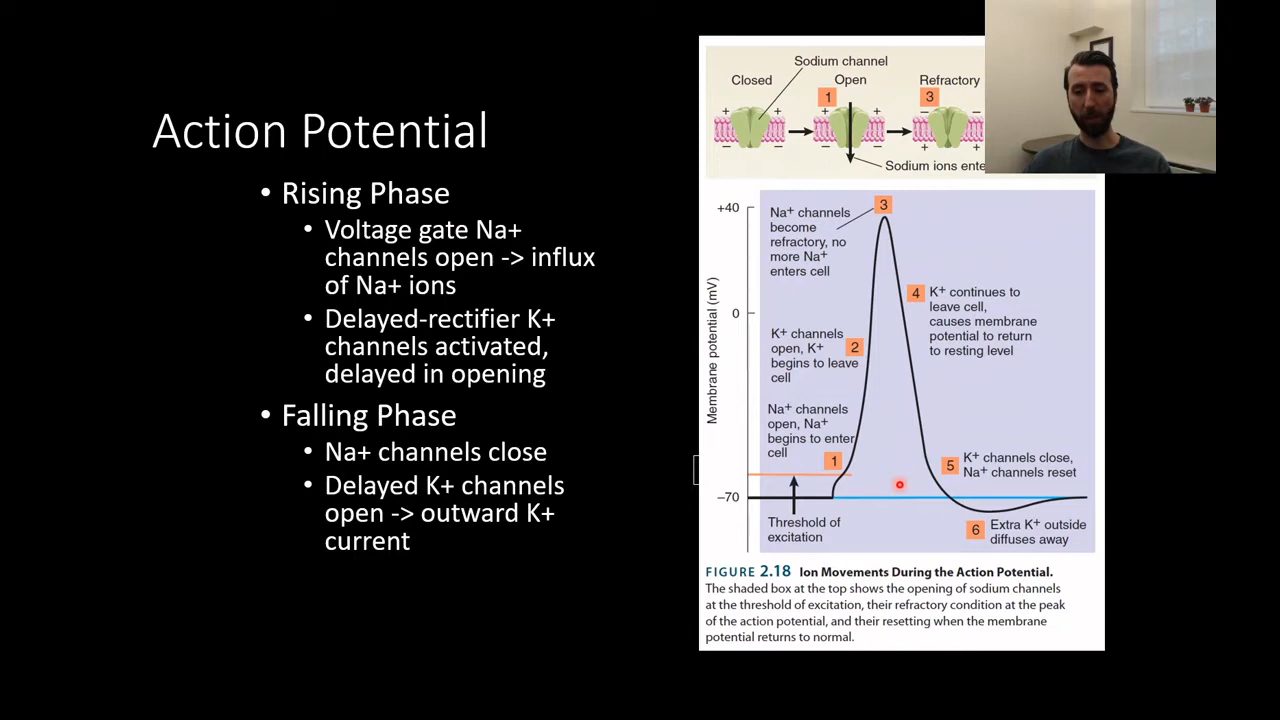 Action Potential
• Rising Phase
• Voltage gate Na+
channels open -> influx
of Na+ ions
• Delayed-rectifier K+
channels activated,
delayed in opening
• Falling Phase
• Na+ channels close
• Delayed K+ channels
open -> outward K+
current
Sodium channel
Closed
Open
Refractory
1
3
+ + + + + –
– – – – + +
Sodium ions ente
Membrane potential (mV)
+40
0
–70
Na+ channels
become
refractory, no
more Na+
enters cell
3
4
K+ continues to
leave cell,
causes membrane
potential to return
to resting level
K+ channels
open, K+
begins to leave
cell
2
Na+ channels
open, Na+
begins to enter
cell
1
5
K+ channels close,
Na+ channels reset
Threshold of
excitation
6
Extra K+ outside
diffuses away
FIGURE 2.18 Ion Movements During the Action Potential.
The shaded box at the top shows the opening of sodium channels
at the threshold of excitation, their refractory condition at the peak
of the action potential, and their resetting when the membrane
potential returns to normal.